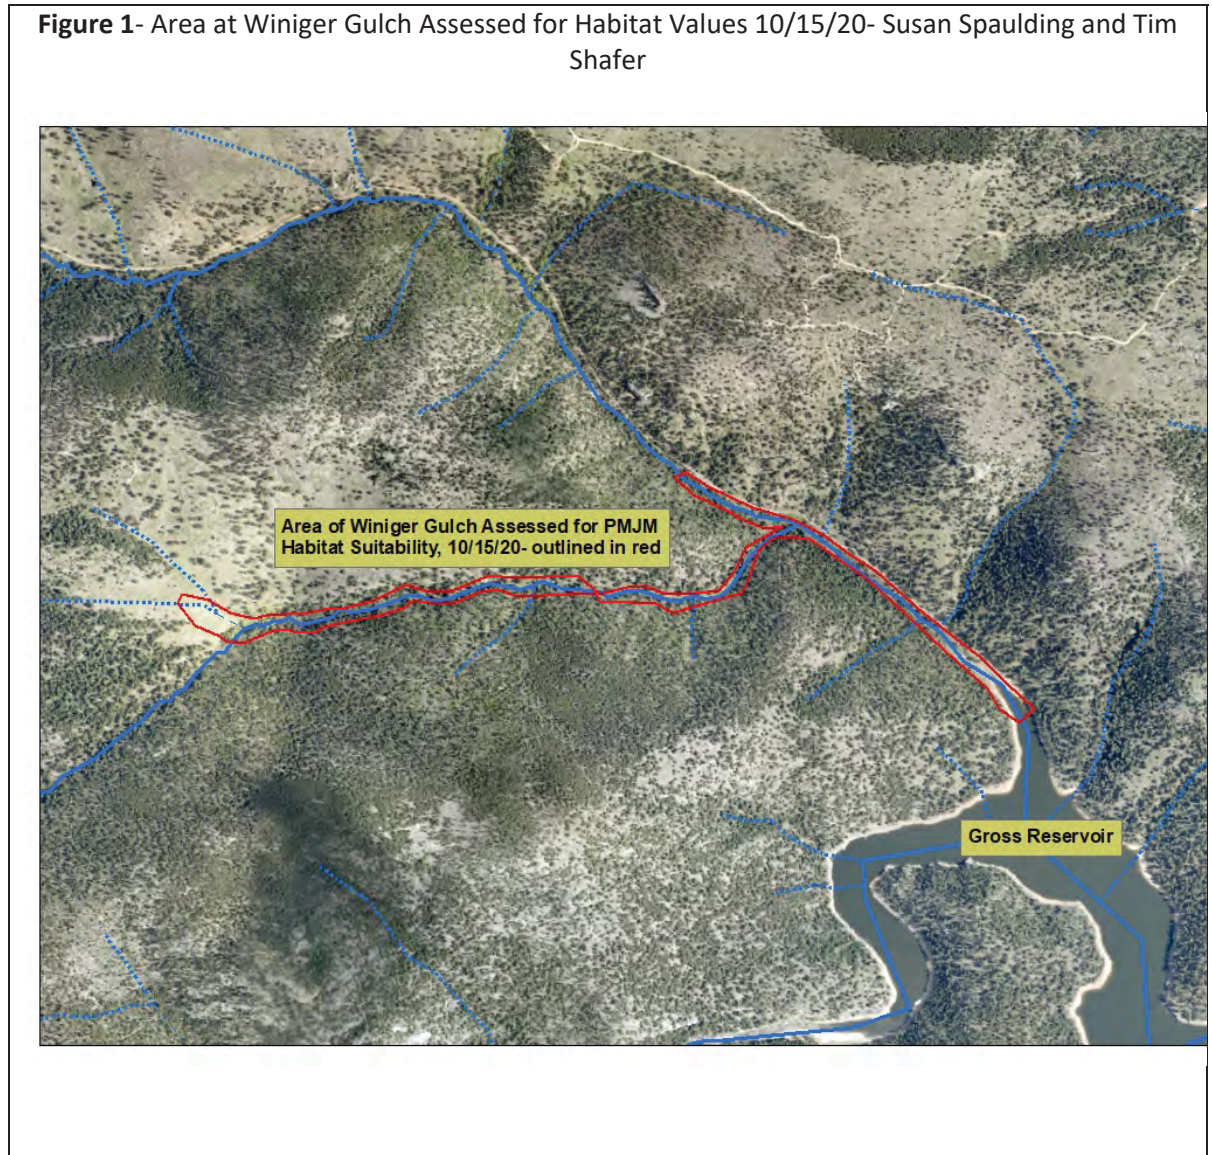 Figure 1- Area at Winiger Gulch Assessed for Habitat Values 10/15/20- Susan Spaulding and Tim
Shafer
Area of Winiger Gulch Assessed for PMJM
Habitat Suitability, 10/15/20- outlined in red
Gross Reservoir